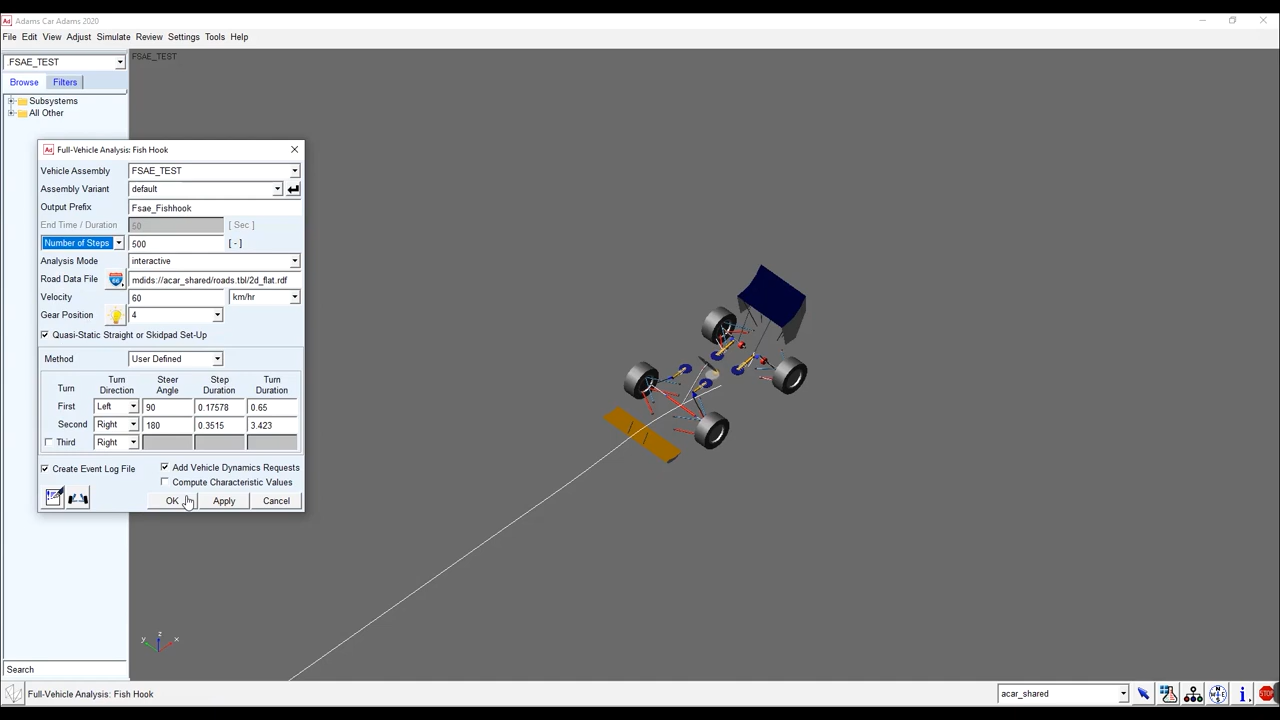 Adams Car Adams 2020
File Edit View Adjust Simulate Review Settings Tools Help
.FSAE_TEST
FSAE_TEST
Browse Filters
Subsystems
All Other
Full-Vehicle Analysis: Fish Hook
Vehicle Assembly FSAE_TEST
Assembly Variant default
Output Prefix Fsae_Fishhook
End Time / Duration 50 [ Sec ]
Number of Steps 500 [ - ]
Analysis Mode interactive
Road Data File mdids://acar_shared/roads.tbl/2d_flat.rdf
Velocity 60 km/hr
Gear Position 4
Quasi-Static Straight or Skidpad Set-Up
Method User Defined
Turn Turn Direction Steer Angle Step Duration Turn Duration
First Left 90 0.17578 0.65
Second Right 180 0.3515 3.423
Third Right
Create Event Log File Add Vehicle Dynamics Requests
Compute Characteristic Values
OK Apply Cancel
z
y x
Search
Full-Vehicle Analysis: Fish Hook acar_shared STOP